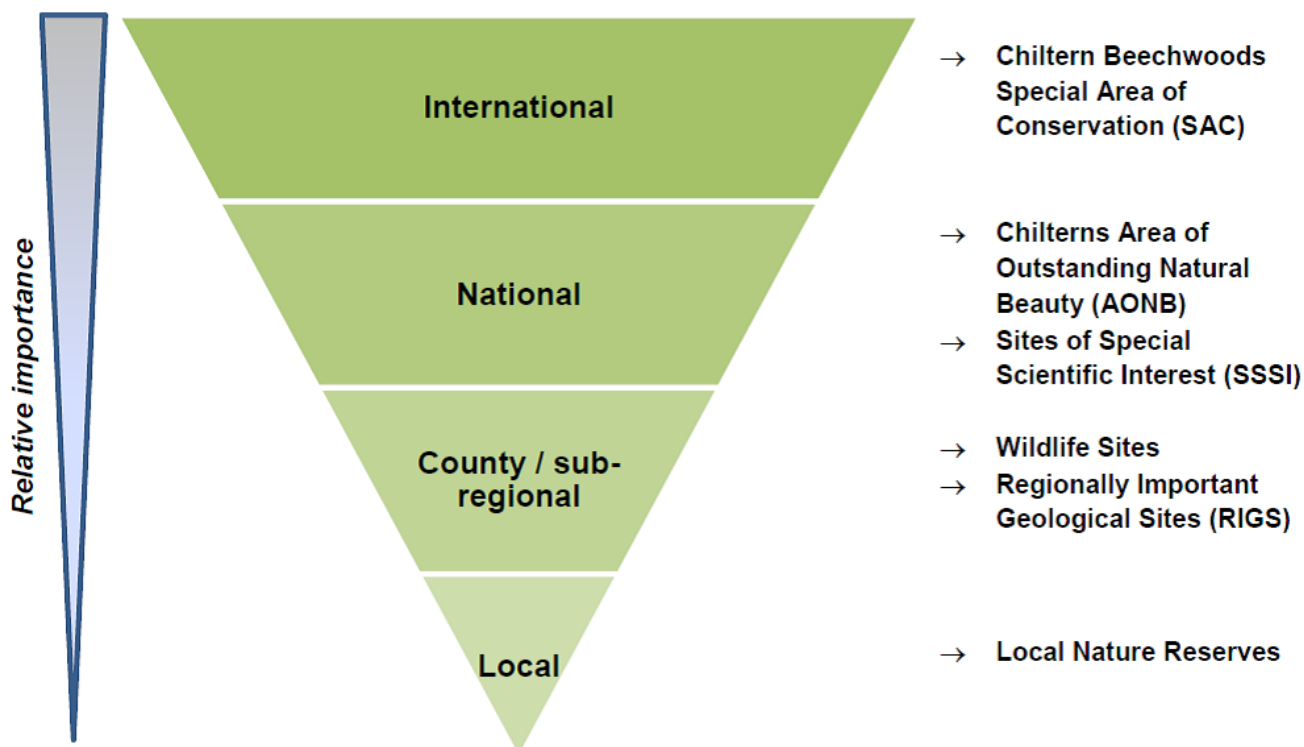 Relative importance
International
→ Chiltern Beechwoods
Special Area of
Conservation (SAC)
National
→ Chilterns Area of
Outstanding Natural
Beauty (AONB)
→ Sites of Special
Scientific Interest (SSSI)
County / sub-
regional
→ Wildlife Sites
→ Regionally Important
Geological Sites (RIGS)
Local
→ Local Nature Reserves